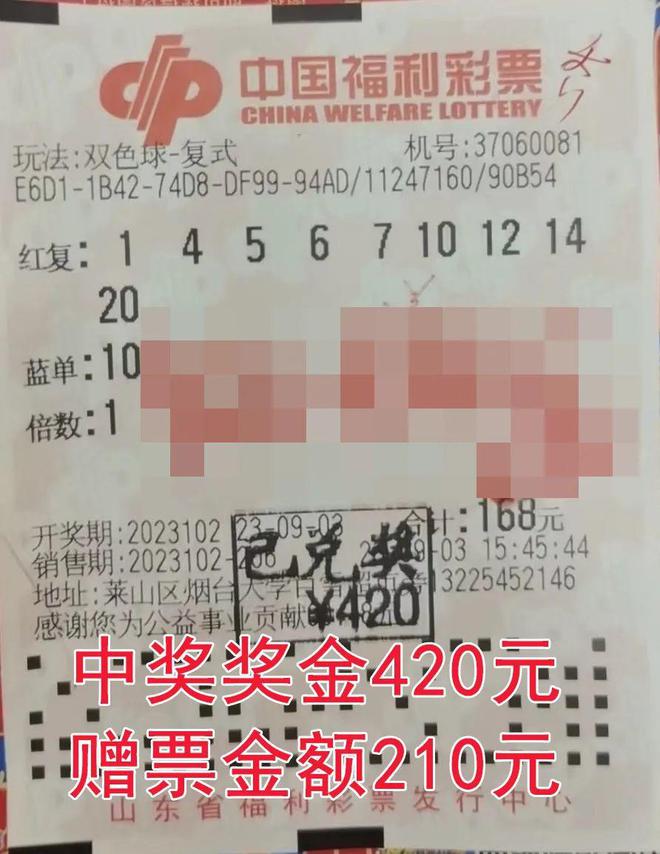 中国福利彩票
CHINA WELFARE LOTTERY
玩法:双色球-复式 机号:37060081
E6D1-1B42-74D8-DF99-94AD/11247160/90B54
红复: 1 4 5 6 7 10 12 14
20
蓝单:10
倍数:1
开奖期:2023102 23-09-03 合计:168元
销售期:2023102- 09-03 15:45:44
已兑奖
地址:莱山区烟台大学 13225452146
¥420
感谢您为公益事业贡献
中奖奖金420元
赠票金额210元
山东省福利彩票发行中心